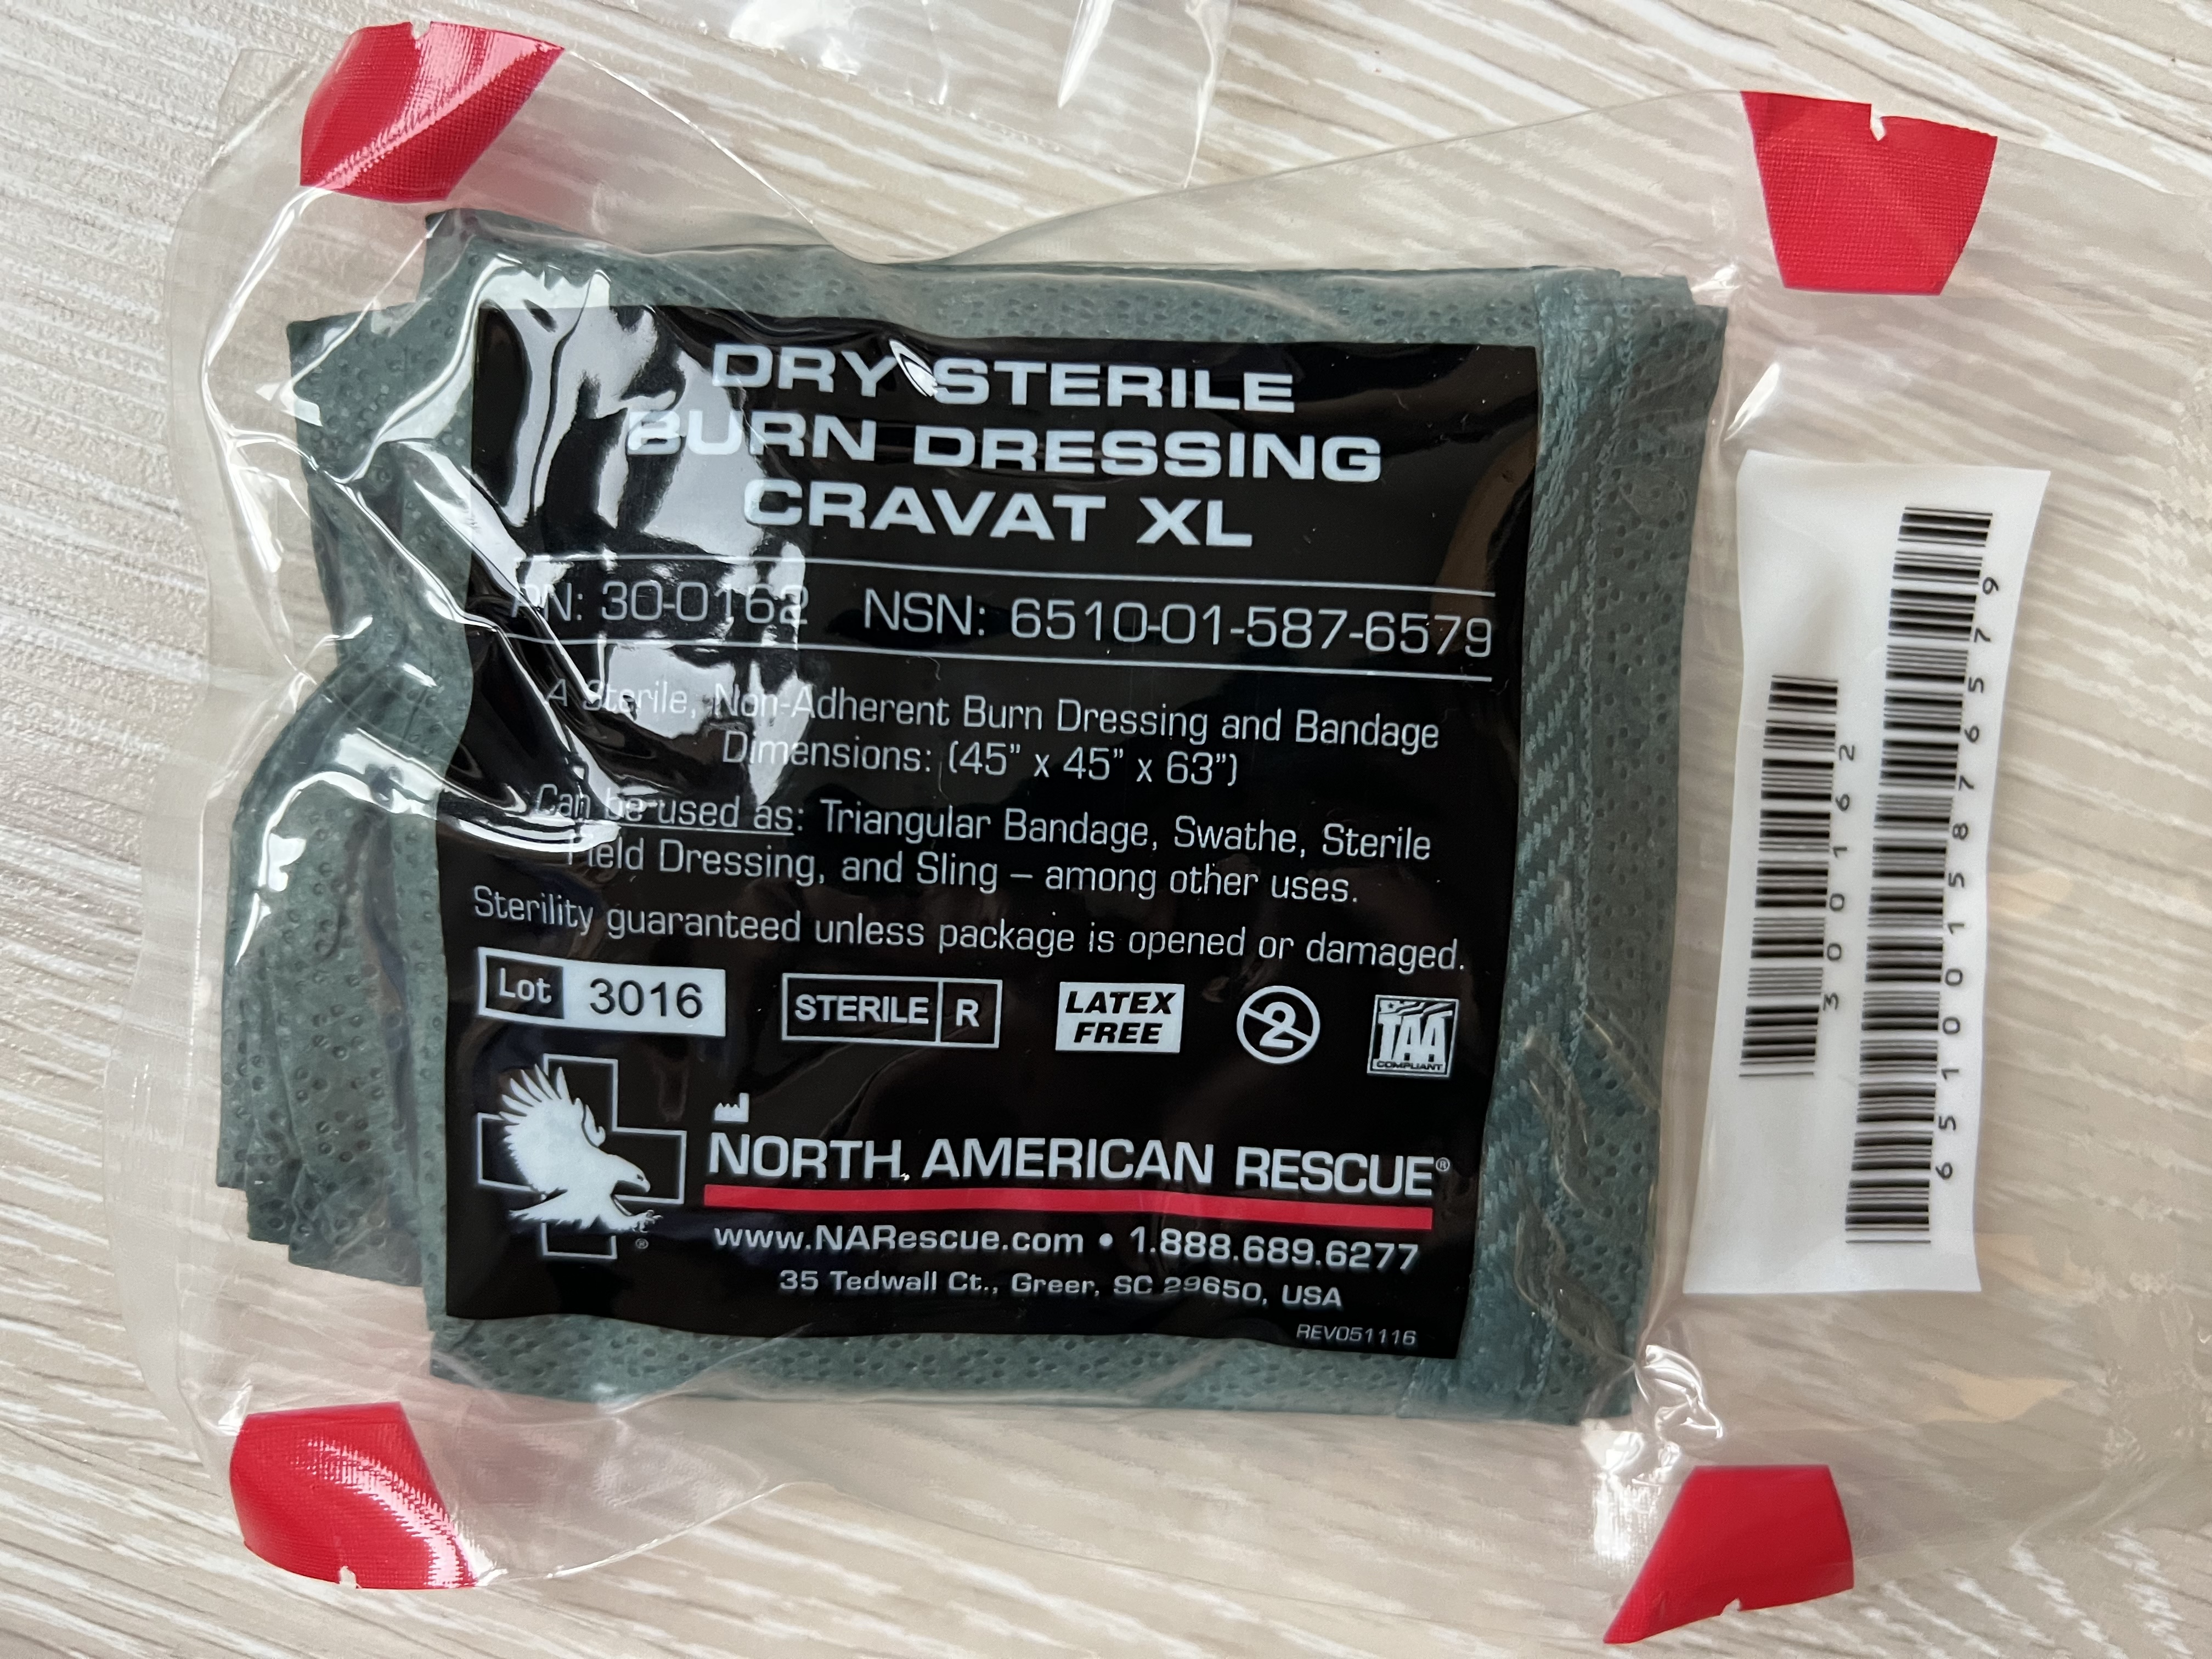 DRY STERILE
BURN DRESSING
CRAVAT XL
PN: 30-0162 NSN: 6510-01-587-6579
A Sterile, Non-Adherent Burn Dressing and Bandage
Dimensions: (45" x 45" x 63")
Can be used as: Triangular Bandage, Swathe, Sterile
Field Dressing, and Sling – among other uses.
Sterility guaranteed unless package is opened or damaged.
Lot 3016 STERILE R LATEX FREE 2 TAA COMPLIANT
NORTH AMERICAN RESCUE®
www.NARescue.com • 1.888.689.6277
35 Tedwall Ct., Greer, SC 29650, USA
REV051116
®
300162
6510015876579